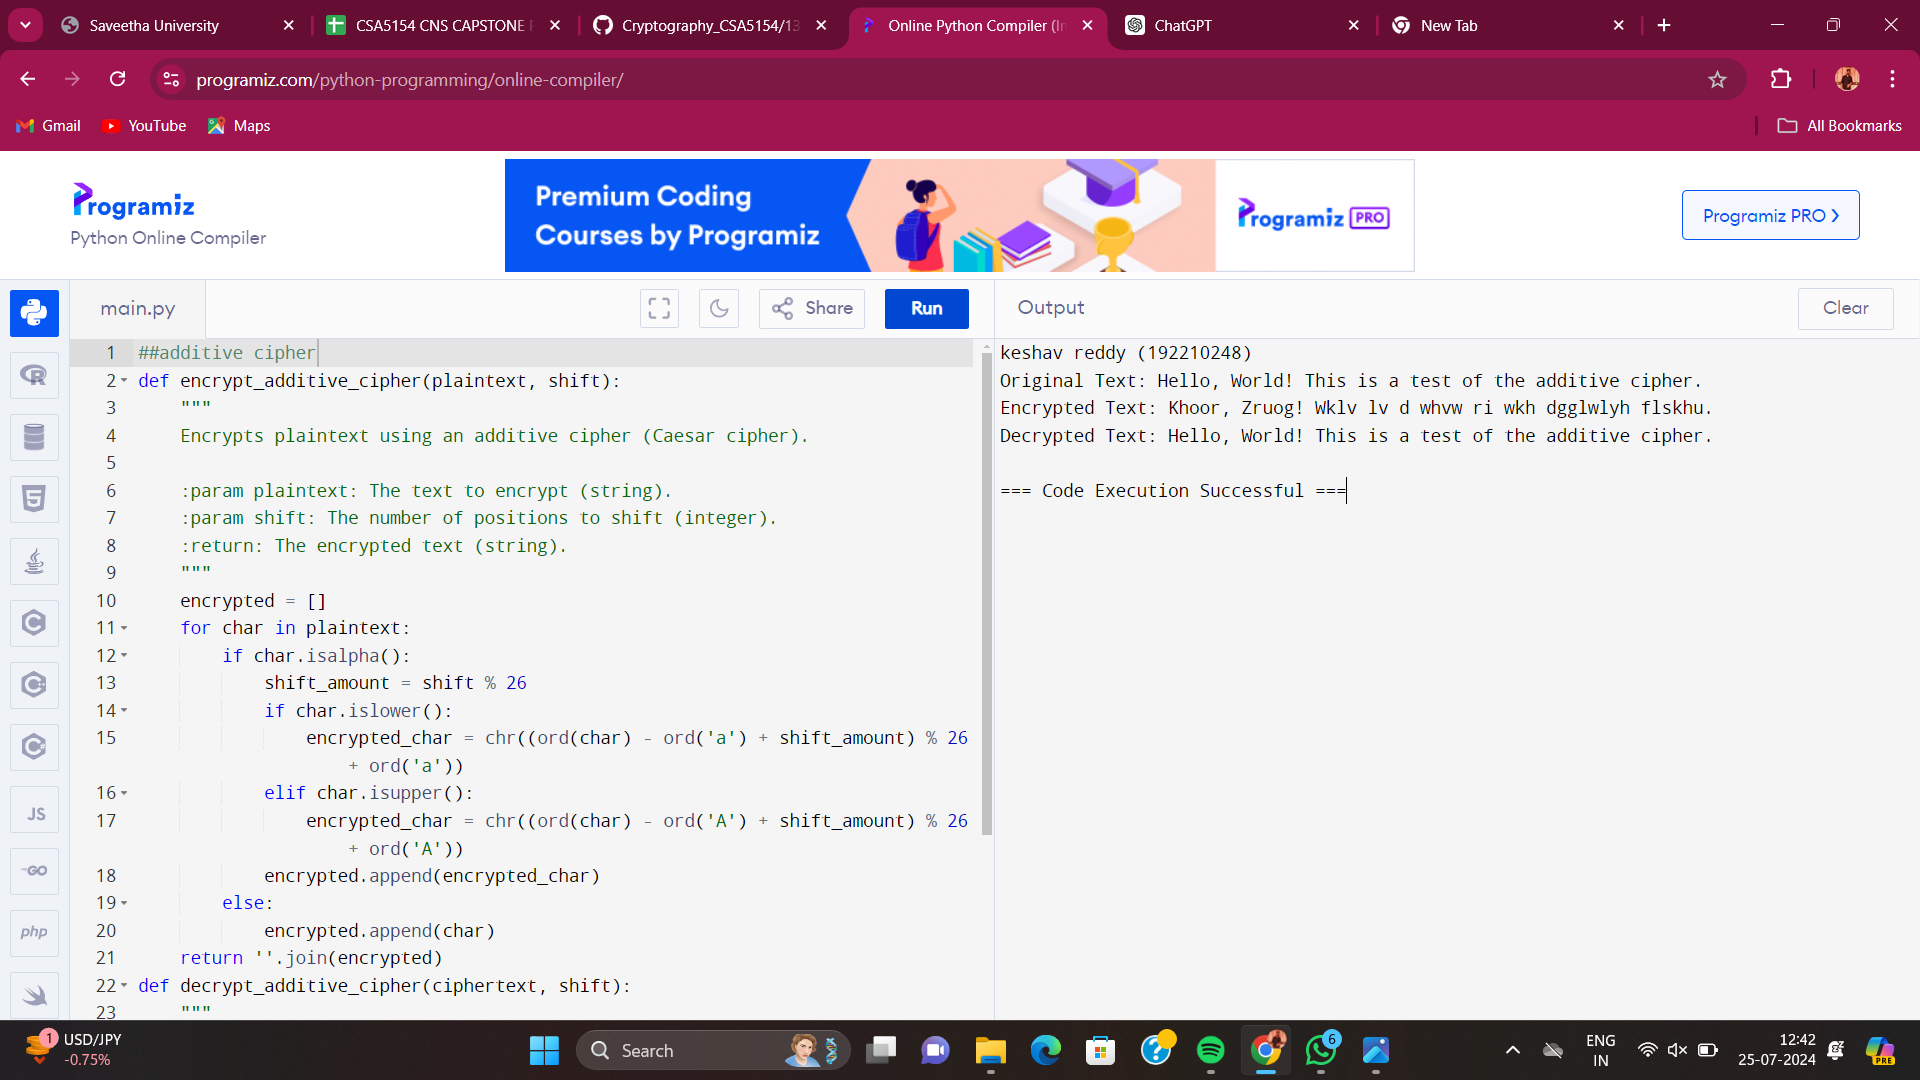 Saveetha University
CSA5154 CNS CAPSTONE
Cryptography_CSA5154/13
Online Python Compiler (In
ChatGPT
New Tab
programiz.com/python-programming/online-compiler/
Gmail
YouTube
Maps
All Bookmarks
Programiz
Python Online Compiler
Premium Coding
Courses by Programiz
Programiz PRO
Programiz PRO
main.py
Share
Run
Output
Clear
1 ##additive cipher
2 def encrypt_additive_cipher(plaintext, shift):
3 """
4 Encrypts plaintext using an additive cipher (Caesar cipher).
5
6 :param plaintext: The text to encrypt (string).
7 :param shift: The number of positions to shift (integer).
8 :return: The encrypted text (string).
9 """
10 encrypted = []
11 for char in plaintext:
12 if char.isalpha():
13 shift_amount = shift % 26
14 if char.islower():
15 encrypted_char = chr((ord(char) - ord('a') + shift_amount) % 26
+ ord('a'))
16 elif char.isupper():
17 encrypted_char = chr((ord(char) - ord('A') + shift_amount) % 26
+ ord('A'))
18 encrypted.append(encrypted_char)
19 else:
20 encrypted.append(char)
21 return ''.join(encrypted)
22 def decrypt_additive_cipher(ciphertext, shift):
23 """
keshav reddy (192210248)
Original Text: Hello, World! This is a test of the additive cipher.
Encrypted Text: Khoor, Zruog! Wklv lv d whvw ri wkh dgglwlyh flskhu.
Decrypted Text: Hello, World! This is a test of the additive cipher.
=== Code Execution Successful ===
JS
GO
php
1
USD/JPY
-0.75%
Search
6
ENG
IN
12:42
25-07-2024
PRE